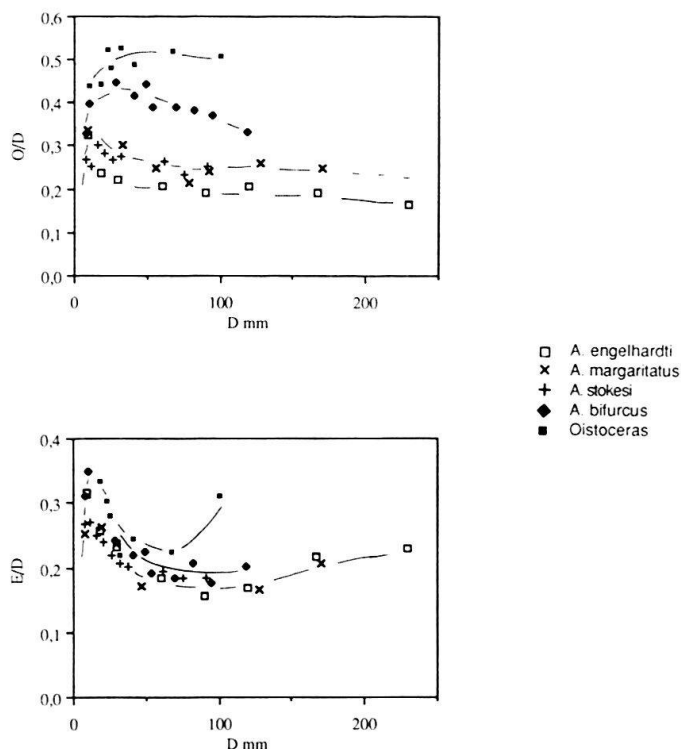 0,6
0,5
0,4
0,3
0,2
0,1
0,0
O/D
0
100
200
D mm
A. engelhardti
A. margaritatus
A. stokesi
A. bifurcus
Oistoceras
0,4
0,3
0,2
0,1
0,0
E/D
0
100
200
D mm